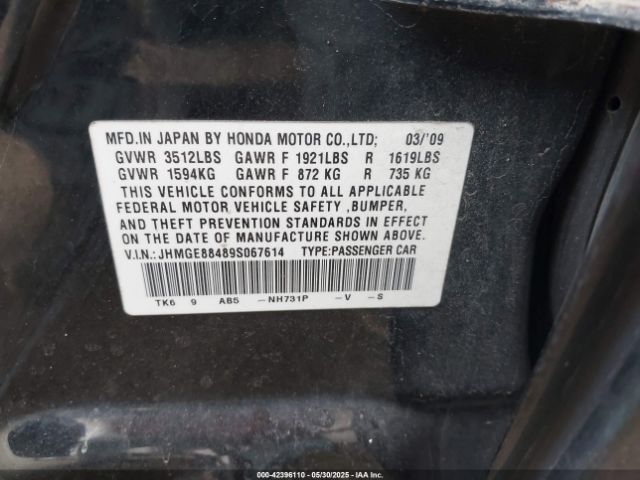 MFD.IN JAPAN BY HONDA MOTOR CO.,LTD; 03/'09
GVWR 3512LBS GAWR F 1921LBS R 1619LBS
GVWR 1594KG GAWR F 872 KG R 735 KG
THIS VEHICLE CONFORMS TO ALL APPLICABLE
FEDERAL MOTOR VEHICLE SAFETY ,BUMPER,
AND THEFT PREVENTION STANDARDS IN EFFECT
ON THE DATE OF MANUFACTURE SHOWN ABOVE.
V.I.N.: JHMGE88489S067614 TYPE:PASSENGER CAR
TK6 9 AB5 -NH731P -V -S
000-42396110 — 05/30/2025 — IAA Inc.